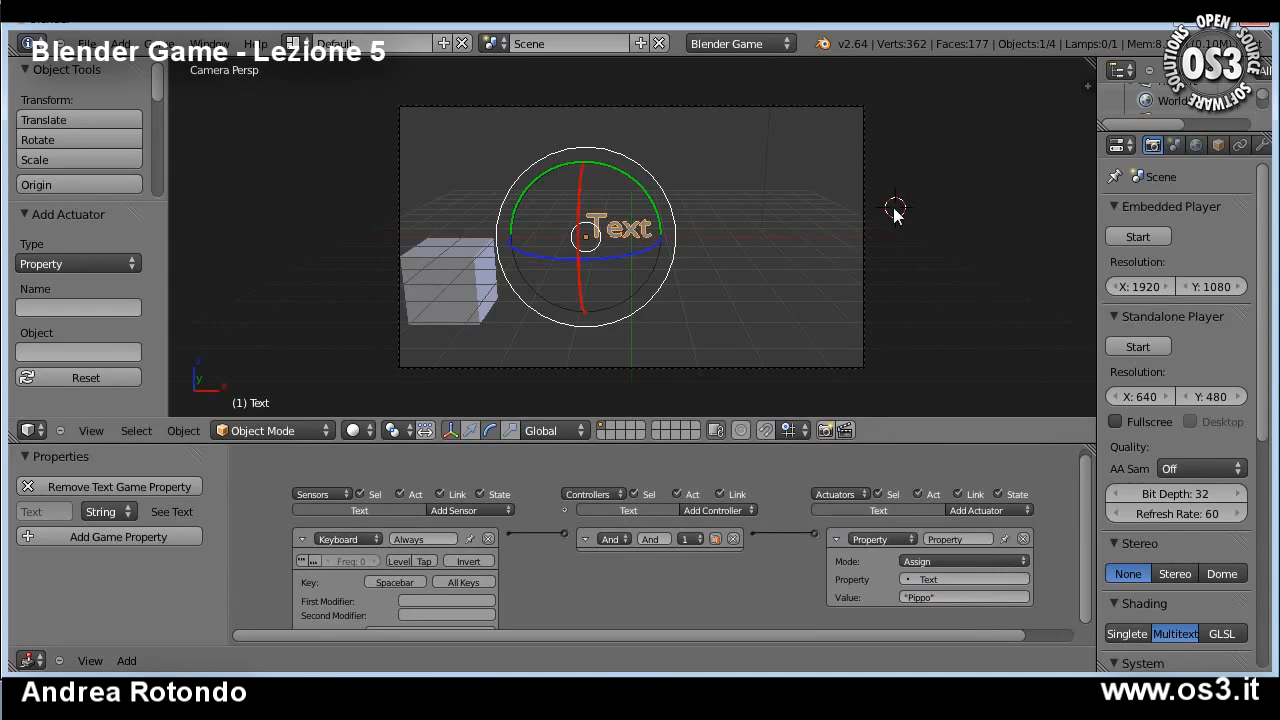 Blender Game - Lezione 5
Default
Scene
Blender Game
v2.64 | Verts:362 | Faces:177 | Objects:1/4 | Lamps:0/1 | Mem:8
OPEN SOURCE SOFTWARE SOLUTIONS
OS3
Object Tools
Camera Persp
Transform:
Translate
Rotate
Scale
Origin
Add Actuator
Type
Property
Name
Object
Reset
Text
z
y
x
(1) Text
View
Select
Object
Object Mode
Global
World
Scene
Embedded Player
Start
Resolution:
X: 1920
Y: 1080
Standalone Player
Start
Resolution:
X: 640
Y: 480
Fullscree
Desktop
Quality:
AA Sam
Off
Bit Depth: 32
Refresh Rate: 60
Stereo
None
Stereo
Dome
Shading
Singlete
Multitext
GLSL
System
Properties
Remove Text Game Property
Text
String
See Text
Add Game Property
Sensors
Sel
Act
Link
State
Text
Add Sensor
Keyboard
Always
Freq: 0
Level
Tap
Invert
Key:
Spacebar
All Keys
First Modifier:
Second Modifier:
Controllers
Sel
Act
Link
Text
Add Controller
And
And
1
Actuators
Sel
Act
Link
State
Text
Add Actuator
Property
Property
Mode:
Assign
Property
Text
Value:
"Pippo"
View
Add
Andrea Rotondo
www.os3.it